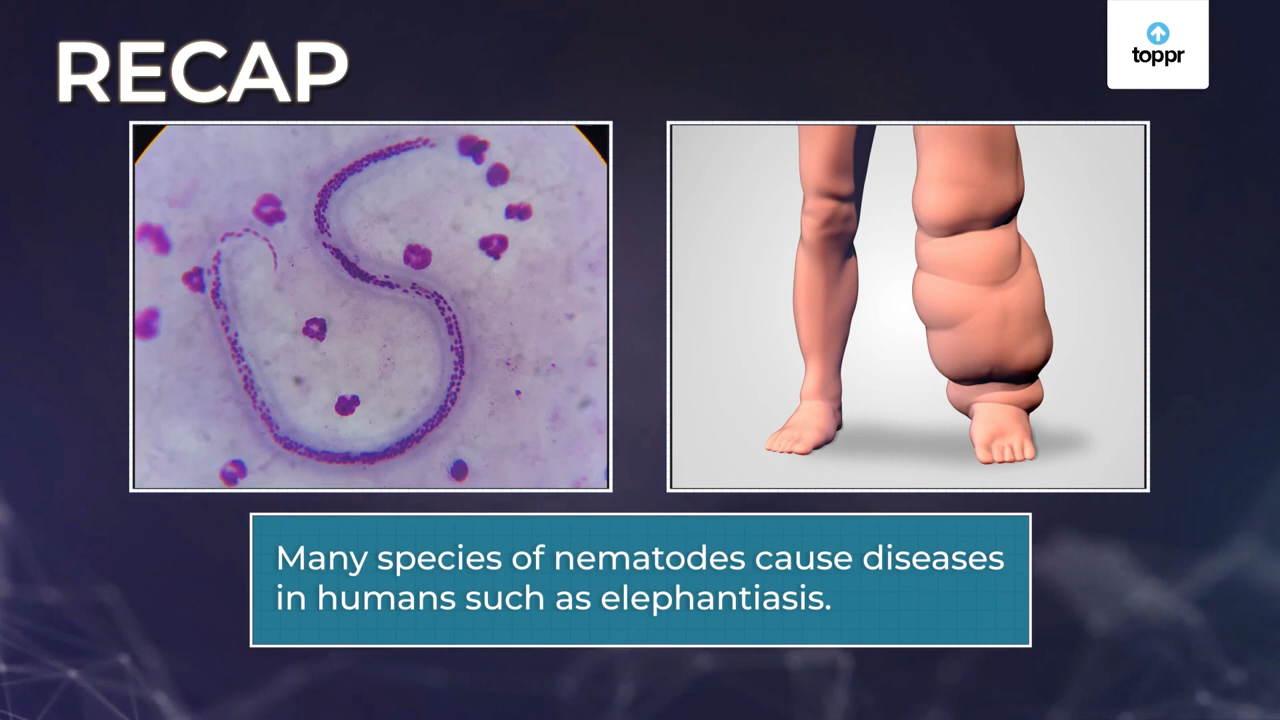 RECAP
toppr
Many species of nematodes cause diseases
in humans such as elephantiasis.